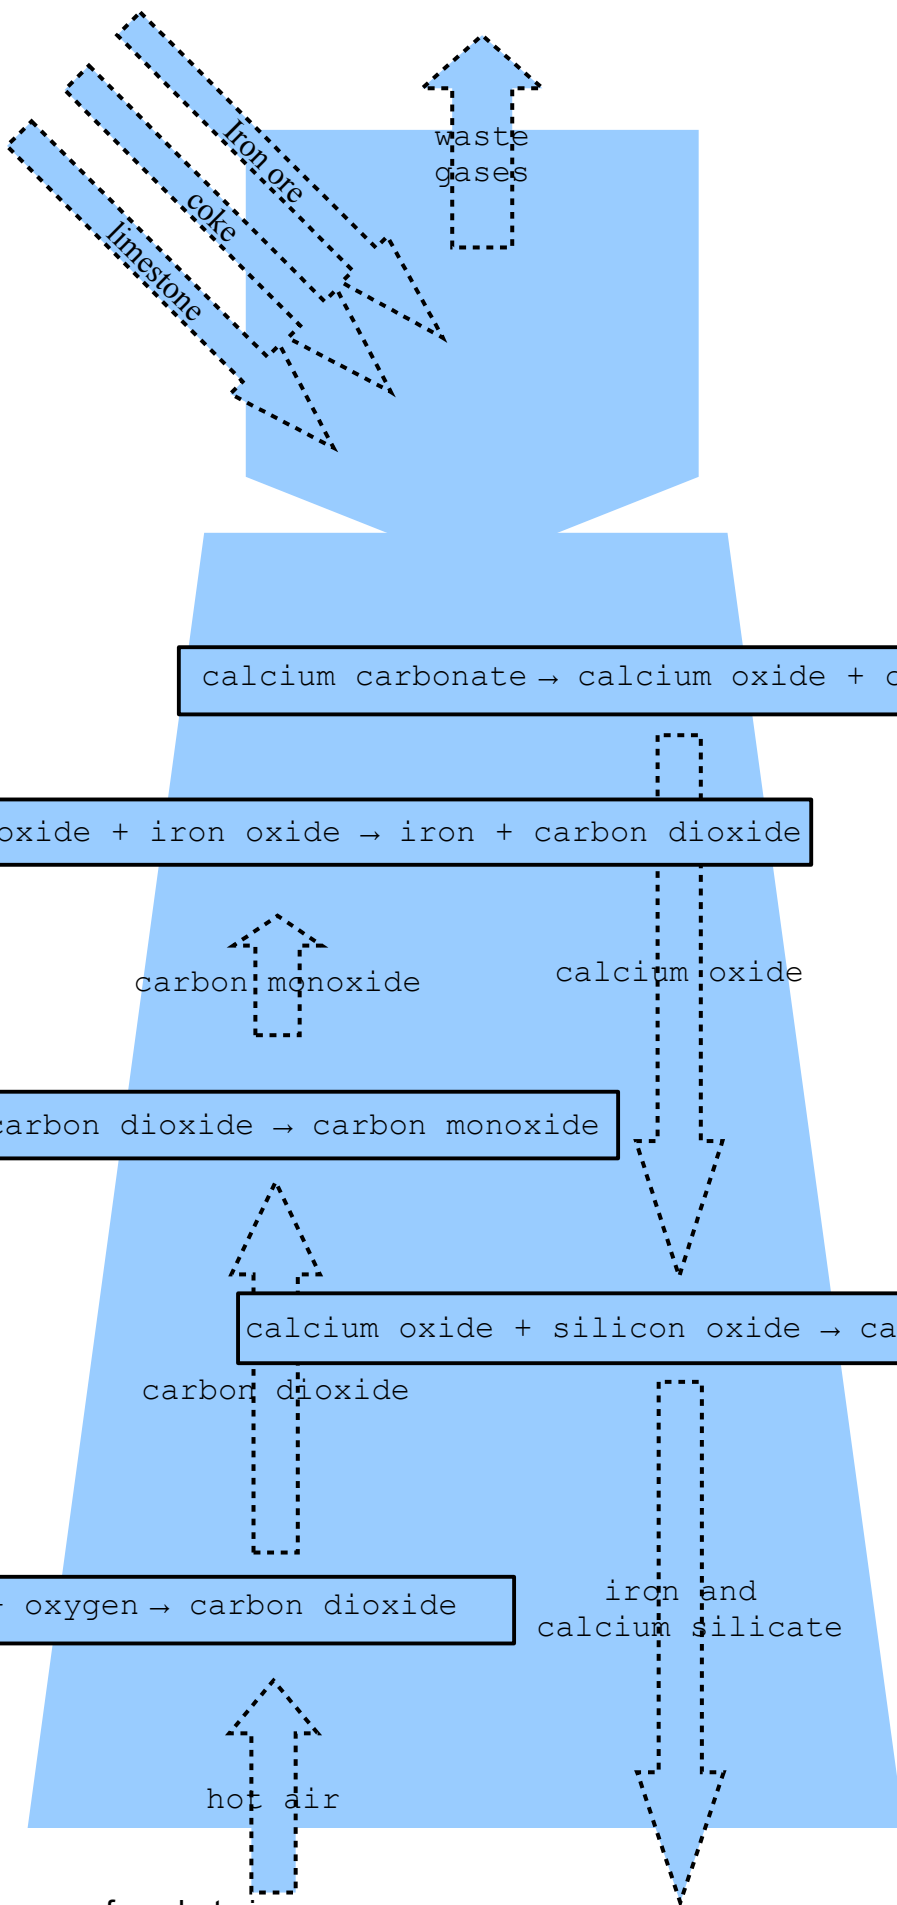 Iron ore
coke
limestone
waste
gases
calcium carbonate → calcium oxide + c
oxide + iron oxide → iron + carbon dioxide
carbon monoxide
calcium oxide
carbon dioxide → carbon monoxide
calcium oxide + silicon oxide → ca
carbon dioxide
+ oxygen → carbon dioxide
iron and
calcium silicate
hot air